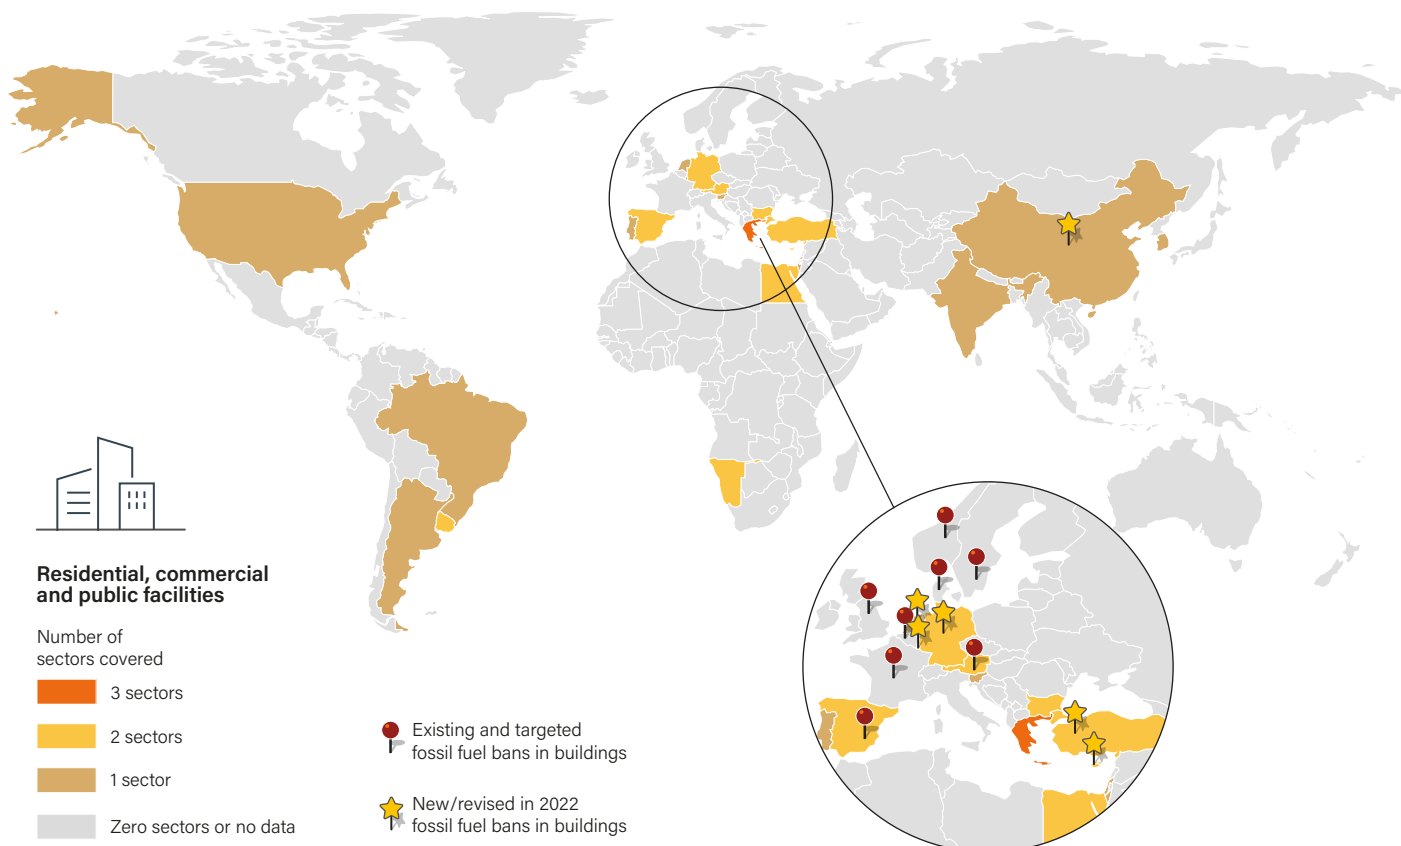 Residential, commercial
and public facilities
Number of
sectors covered
3 sectors
2 sectors
1 sector
Zero sectors or no data
Existing and targeted
fossil fuel bans in buildings
New/revised in 2022
fossil fuel bans in buildings